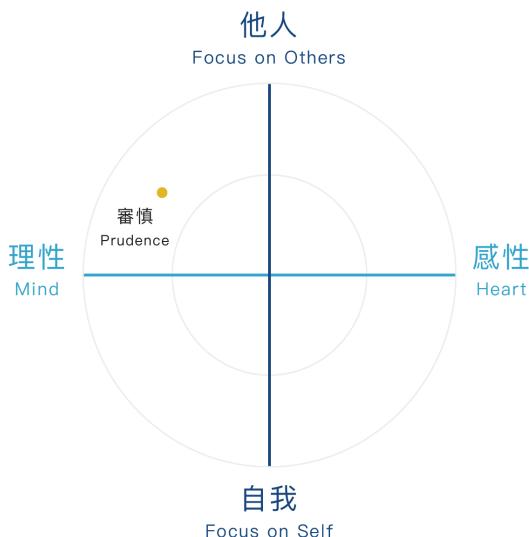 他人
Focus on Others
審慎
Prudence
理性
Mind
感性
Heart
自我
Focus on Self